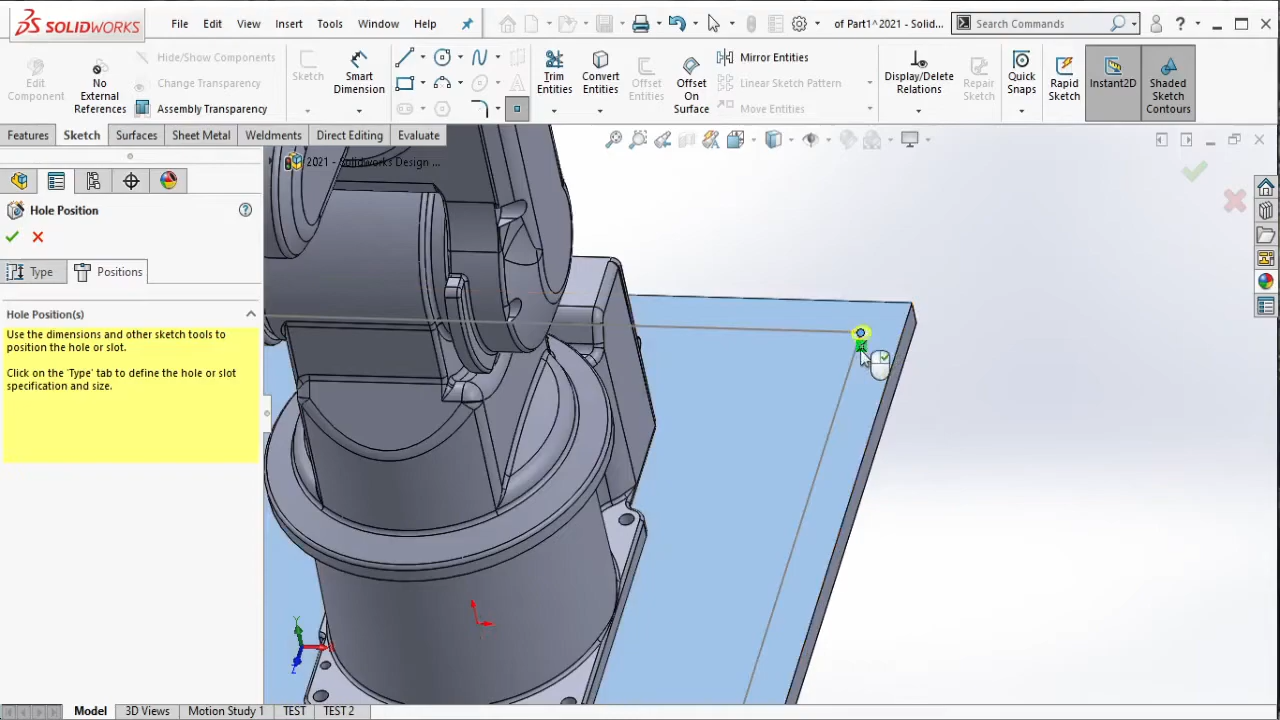 SOLIDWORKS
File Edit View Insert Tools Window Help
of Part1^2021 - Solid...
Search Commands
Edit Component
No External References
Hide/Show Components
Change Transparency
Assembly Transparency
Sketch
Smart Dimension
Trim Entities
Convert Entities
Offset Entities
Offset On Surface
Mirror Entities
Linear Sketch Pattern
Move Entities
Display/Delete Relations
Repair Sketch
Quick Snaps
Rapid Sketch
Instant2D
Shaded Sketch Contours
Features Sketch Surfaces Sheet Metal Weldments Direct Editing Evaluate
2021 - Solidworks Design ...
Hole Position
Type Positions
Hole Position(s)
Use the dimensions and other sketch tools to
position the hole or slot.
Click on the 'Type' tab to define the hole or slot
specification and size.
Y
Z
Model 3D Views Motion Study 1 TEST TEST 2